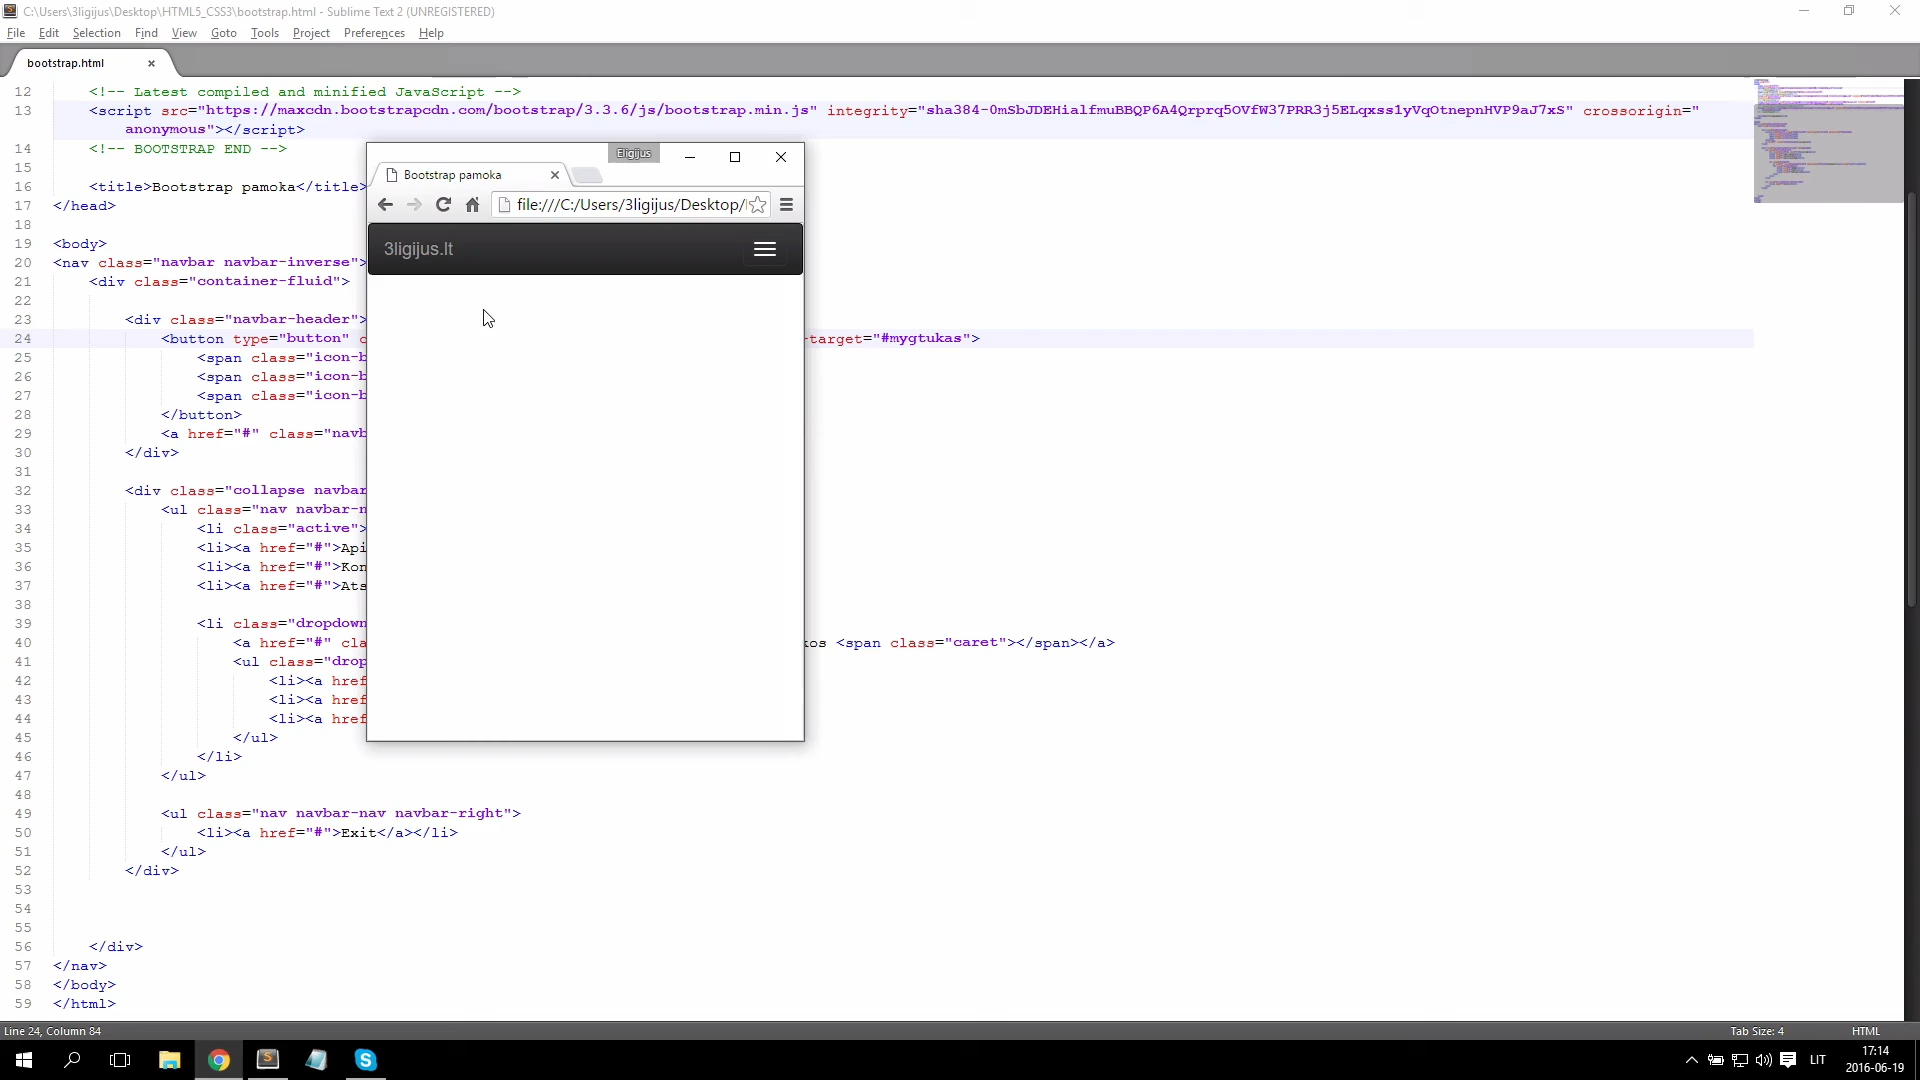 C:\Users\3ligijus\Desktop\HTML5_CSS3\bootstrap.html - Sublime Text 2 (UNREGISTERED)
File Edit Selection Find View Goto Tools Project Preferences Help
bootstrap.html
12 <!-- Latest compiled and minified JavaScript -->
13 <script src="https://maxcdn.bootstrapcdn.com/bootstrap/3.3.6/js/bootstrap.min.js" integrity="sha384-0mSbJDEHialfmuBBQP6A4Qrprq5OVfW37PRR3j5ELqxss1yVqOtnepnHVP9aJ7xS" crossorigin="
anonymous"></script>
14 <!-- BOOTSTRAP END -->
15
16 <title>Bootstrap pamoka</title>
17 </head>
18
19 <body>
20 <nav class="navbar navbar-inverse">
21 <div class="container-fluid">
22
23 <div class="navbar-header">
24 <button type="button" c -target="#mygtukas">
25 <span class="icon-b
26 <span class="icon-b
27 <span class="icon-b
28 </button>
29 <a href="#" class="navb
30 </div>
31
32 <div class="collapse navbar
33 <ul class="nav navbar-n
34 <li class="active">
35 <li><a href="#">Api
36 <li><a href="#">Kon
37 <li><a href="#">Ats
38
39 <li class="dropdown
40 <a href="#" cla kos <span class="caret"></span></a>
41 <ul class="drop
42 <li><a href
43 <li><a href
44 <li><a href
45 </ul>
46 </li>
47 </ul>
48
49 <ul class="nav navbar-nav navbar-right">
50 <li><a href="#">Exit</a></li>
51 </ul>
52 </div>
53
54
55
56 </div>
57 </nav>
58 </body>
59 </html>
Eligijus
Bootstrap pamoka
file:///C:/Users/3ligijus/Desktop/
3ligijus.lt
Line 24, Column 84
Tab Size: 4 HTML
LIT
17:14
2016-06-19